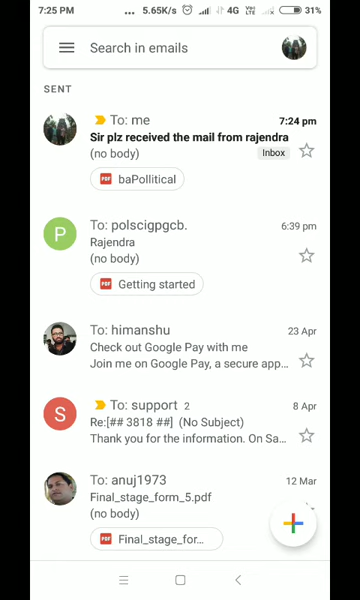 7:25 PM ... 5.65K/s 4G VoLTE 31%
Search in emails
SENT
To: me 7:24 pm
Sir plz received the mail from rajendra
(no body) Inbox
PDF baPollitical
P To: polscigpgcb. 6:39 pm
Rajendra
(no body)
PDF Getting started
To: himanshu 23 Apr
Check out Google Pay with me
Join me on Google Pay, a secure app...
S To: support 2 8 Apr
Re:[## 3818 ##] (No Subject)
Thank you for the information. On Sa...
To: anuj1973 12 Mar
Final_stage_form_5.pdf
(no body)
PDF Final_stage_for...